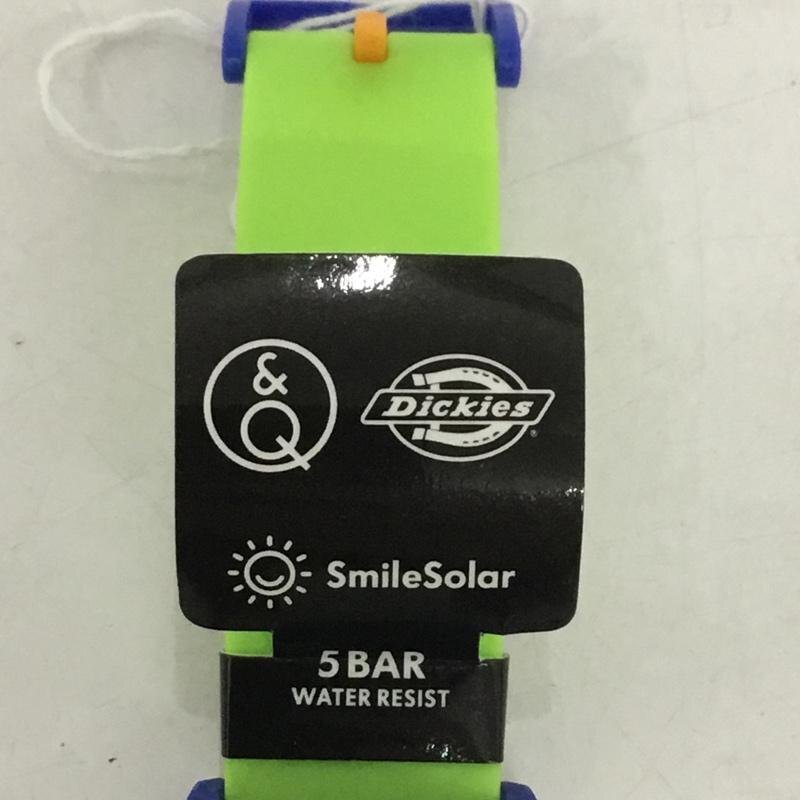 &
Q
Dickies®
SmileSolar
5 BAR
WATER RESIST